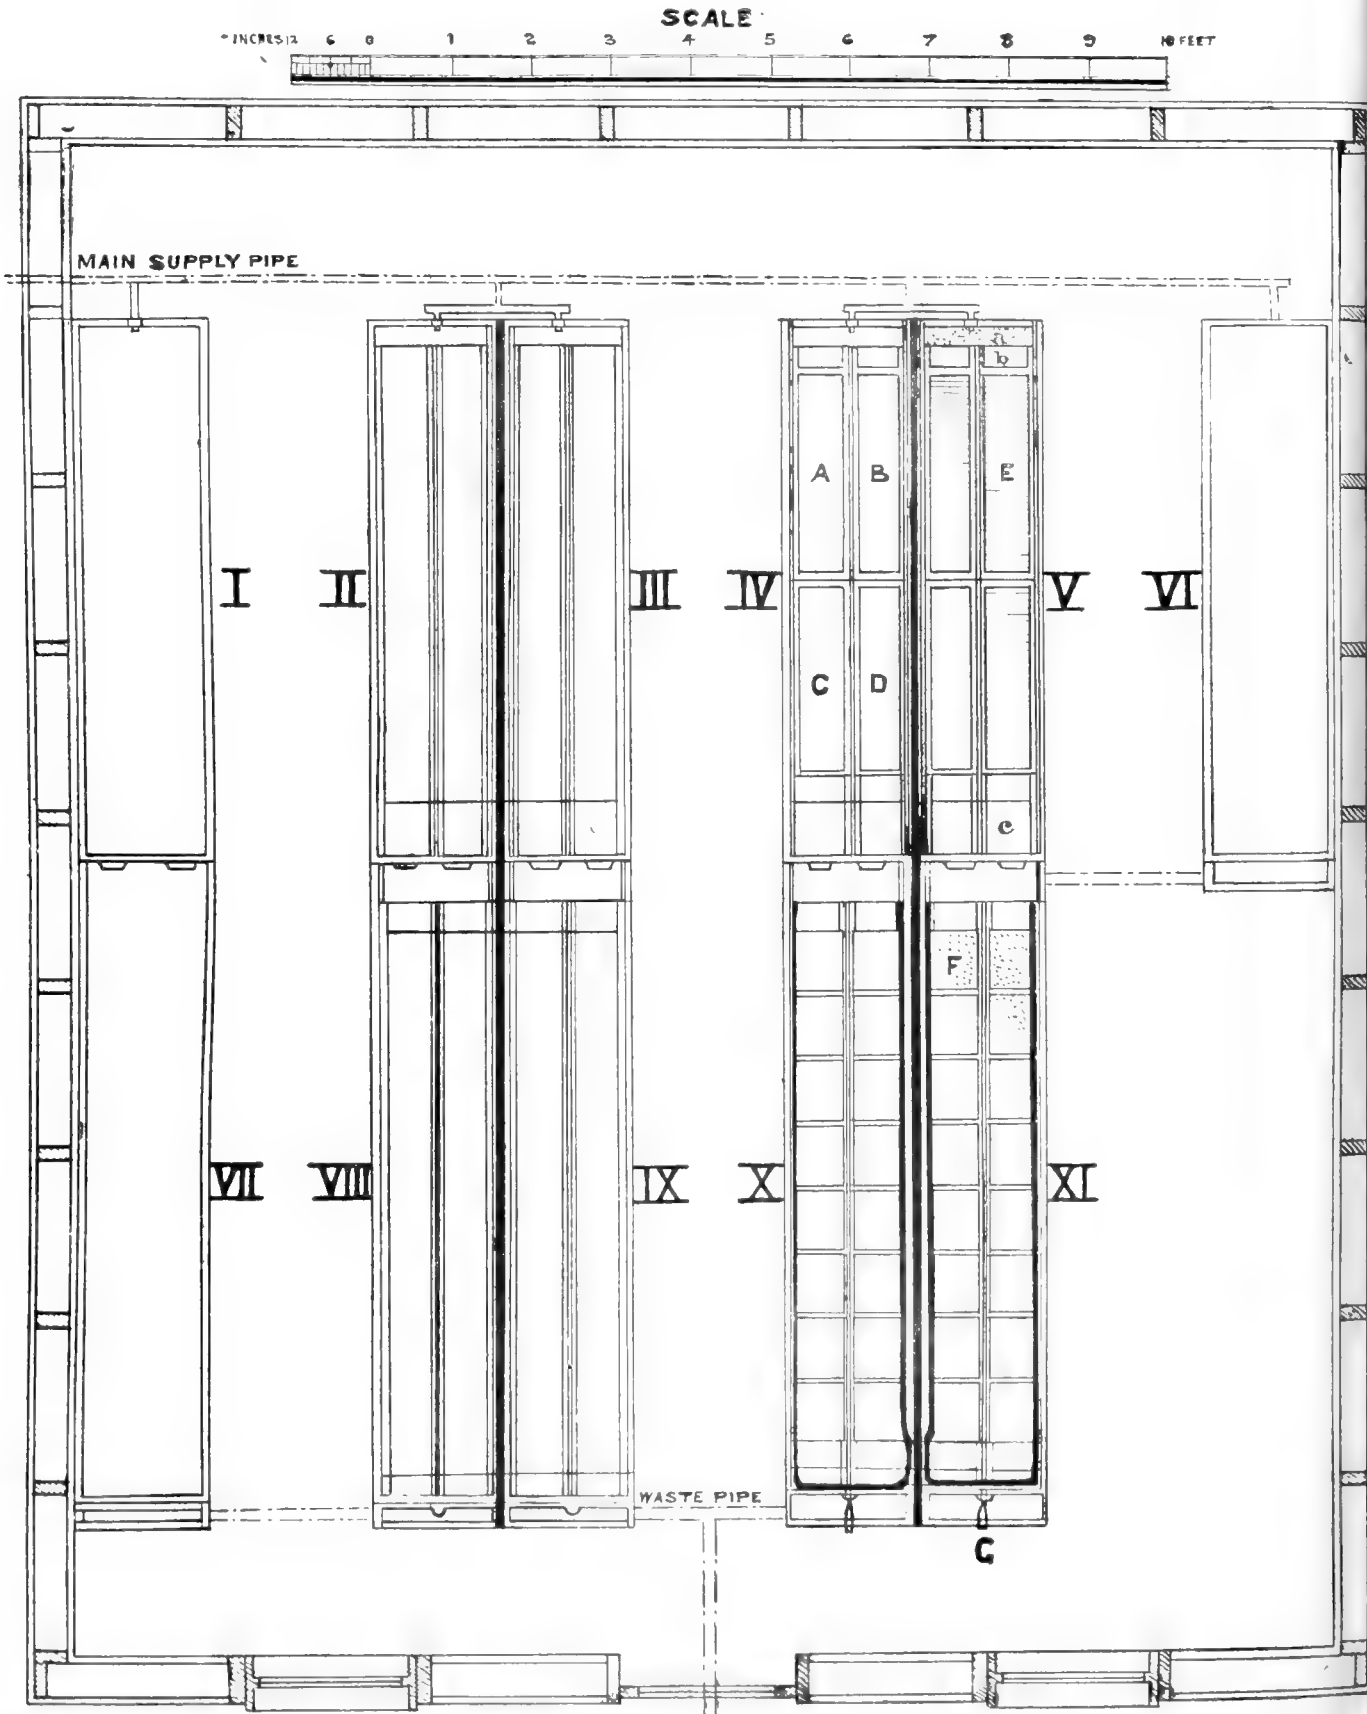 SCALE
INCHES 12 6 0 1 2 3 4 5 6 7 8 9 10 FEET
MAIN SUPPLY PIPE
a
b
A B E
I II III IV V VI
C D
c
F
VII VIII IX X XI
WASTE PIPE
G